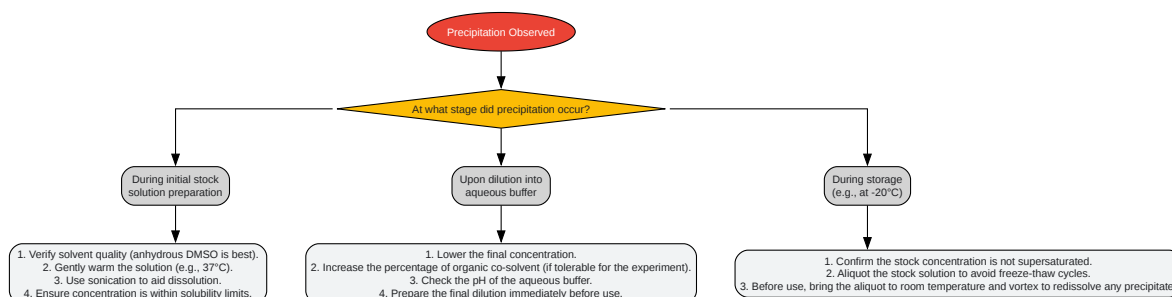 Precipitation Observed
At what stage did precipitation occur?
During initial stock
solution preparation
Upon dilution into
aqueous buffer
During storage
(e.g., at -20°C)
1. Verify solvent quality (anhydrous DMSO is best).
2. Gently warm the solution (e.g., 37°C).
3. Use sonication to aid dissolution.
4. Ensure concentration is within solubility limits.
1. Lower the final concentration.
2. Increase the percentage of organic co-solvent (if tolerable for the experiment).
3. Check the pH of the aqueous buffer.
4. Prepare the final dilution immediately before use.
1. Confirm the stock concentration is not supersaturated.
2. Aliquot the stock solution to avoid freeze-thaw cycles.
3. Before use, bring the aliquot to room temperature and vortex to redissolve any precipitate